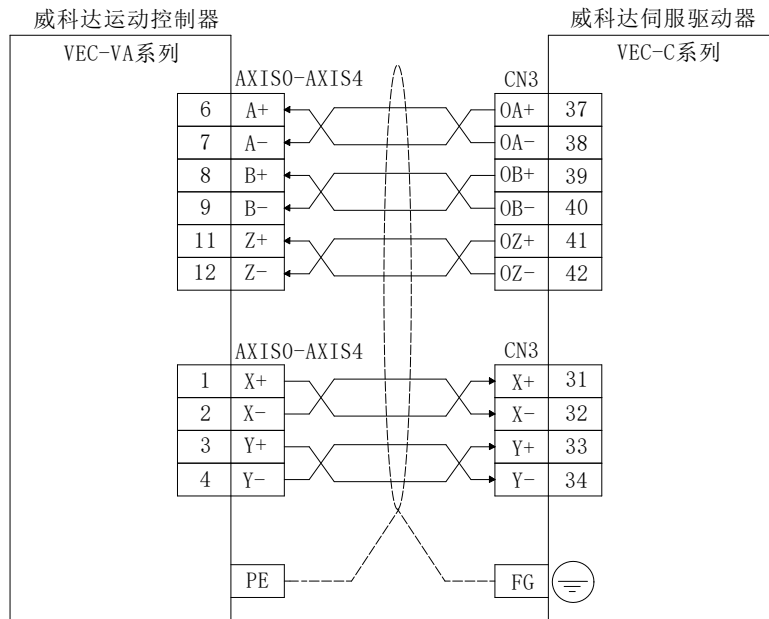 威科达运动控制器 威科达伺服驱动器
VEC-VA系列 VEC-C系列
AXIS0-AXIS4 CN3
6 A+ OA+ 37
7 A- OA- 38
8 B+ OB+ 39
9 B- OB- 40
11 Z+ OZ+ 41
12 Z- OZ- 42
AXIS0-AXIS4 CN3
1 X+ X+ 31
2 X- X- 32
3 Y+ Y+ 33
4 Y- Y- 34
PE FG